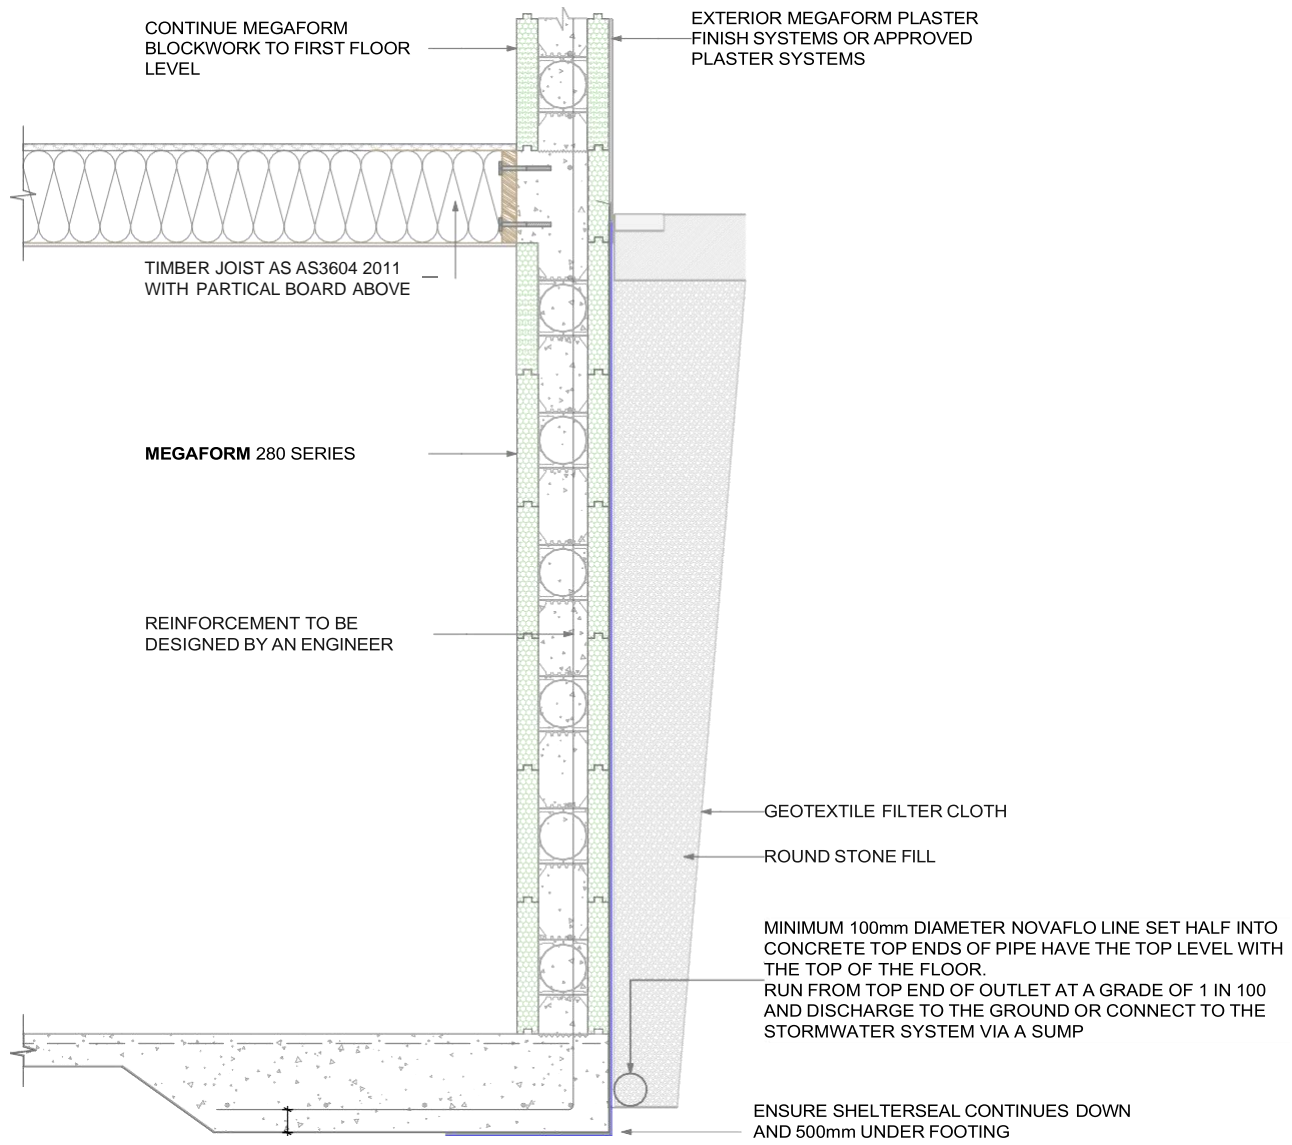 CONTINUE MEGAFORM
BLOCKWORK TO FIRST FLOOR
LEVEL
EXTERIOR MEGAFORM PLASTER
FINISH SYSTEMS OR APPROVED
PLASTER SYSTEMS
TIMBER JOIST AS AS3604 2011
WITH PARTICAL BOARD ABOVE
MEGAFORM 280 SERIES
REINFORCEMENT TO BE
DESIGNED BY AN ENGINEER
GEOTEXTILE FILTER CLOTH
ROUND STONE FILL
MINIMUM 100mm DIAMETER NOVAFLO LINE SET HALF INTO
CONCRETE TOP ENDS OF PIPE HAVE THE TOP LEVEL WITH
THE TOP OF THE FLOOR.
RUN FROM TOP END OF OUTLET AT A GRADE OF 1 IN 100
AND DISCHARGE TO THE GROUND OR CONNECT TO THE
STORMWATER SYSTEM VIA A SUMP
ENSURE SHELTERSEAL CONTINUES DOWN
AND 500mm UNDER FOOTING